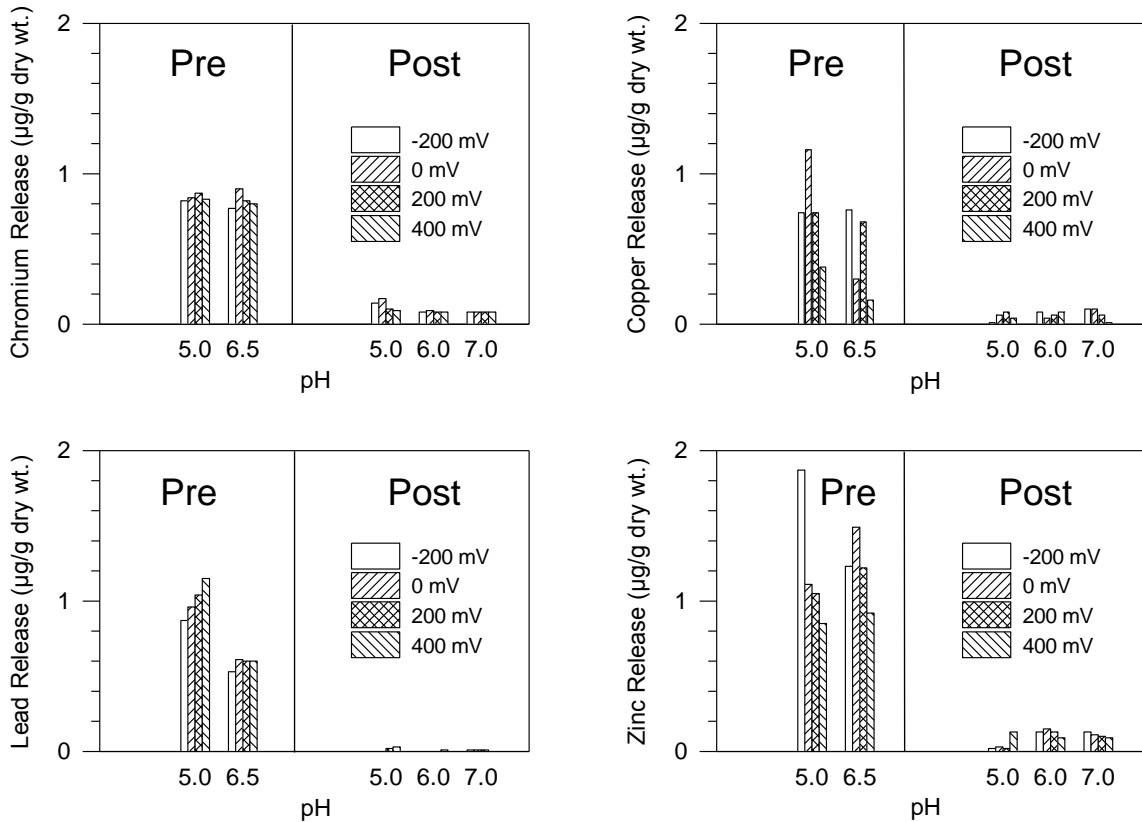 Chromium Release (µg/g dry wt.)
2
1
0
Pre
Post
-200 mV
0 mV
200 mV
400 mV
5.0 6.5 5.0 6.0 7.0
pH
Copper Release (µg/g dry wt.)
2
1
0
Pre
Post
-200 mV
0 mV
200 mV
400 mV
5.0 6.5 5.0 6.0 7.0
pH
Lead Release (µg/g dry wt.)
2
1
0
Pre
Post
-200 mV
0 mV
200 mV
400 mV
5.0 6.5 5.0 6.0 7.0
pH
Zinc Release (µg/g dry wt.)
2
1
0
Pre
Post
-200 mV
0 mV
200 mV
400 mV
5.0 6.5 5.0 6.0 7.0
pH